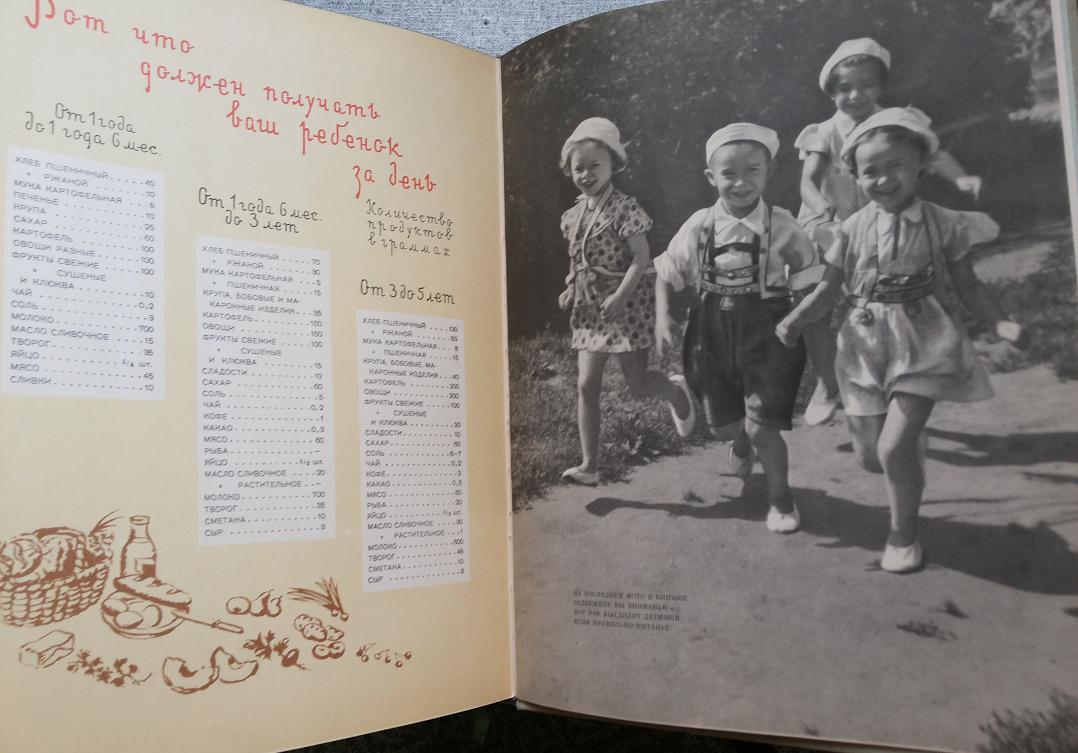 Вот что
должен получать
ваш ребенок
за день
Количество
продуктов
в граммах
От 1 года
до 1 года 6 мес.
ХЛЕБ ПШЕНИЧНЫЙ . . . . . 40
» РЖАНОЙ . . . . . . . 10
МУКА КАРТОФЕЛЬНАЯ . . . 5
ПЕЧЕНЬЕ . . . . . . . . 10
КРУПА . . . . . . . . . 25
САХАР . . . . . . . . . 60
КАРТОФЕЛЬ . . . . . . . 100
ОВОЩИ РАЗНЫЕ . . . . . . 100
ФРУКТЫ СВЕЖИЕ . . . . . 100
» СУШЕНЫЕ
И КЛЮКВА . . . . . . . . 10
ЧАЙ . . . . . . . . . . 0,2
СОЛЬ . . . . . . . . . . 3
МОЛОКО . . . . . . . . . 700
МАСЛО СЛИВОЧНОЕ . . . . 15
ТВОРОГ . . . . . . . . . 35
ЯЙЦО . . . . . . . . . . шт.
МЯСО . . . . . . . . . . 45
СЛИВКИ . . . . . . . . . 10
От 1 года 6 мес.
до 3 лет
ХЛЕБ ПШЕНИЧНЫЙ . . . . . 70
» РЖАНОЙ . . . . . . . 30
МУКА КАРТОФЕЛЬНАЯ . . . 5
» ПШЕНИЧНАЯ . . . . . 15
КРУПА, БОБОВЫЕ И МА-
КАРОННЫЕ ИЗДЕЛИЯ . . . . 35
КАРТОФЕЛЬ . . . . . . . 150
ОВОЩИ . . . . . . . . . 150
ФРУКТЫ СВЕЖИЕ . . . . . 100
» СУШЕНЫЕ
И КЛЮКВА . . . . . . . . 15
СЛАДОСТИ . . . . . . . . 10
САХАР . . . . . . . . . 60
СОЛЬ . . . . . . . . . . 5
ЧАЙ . . . . . . . . . . 0,2
КОФЕ . . . . . . . . . . 1
КАКАО . . . . . . . . . 0,3
МЯСО . . . . . . . . . . 60
РЫБА . . . . . . . . . . —
ЯЙЦО . . . . . . . . . . 1/2 шт.
МАСЛО СЛИВОЧНОЕ . . . . 20
» РАСТИТЕЛЬНОЕ . . . . —
МОЛОКО . . . . . . . . . 700
ТВОРОГ . . . . . . . . . 35
СМЕТАНА . . . . . . . . 10
СЫР . . . . . . . . . . 3
От 3 до 5 лет
ХЛЕБ ПШЕНИЧНЫЙ . . . . . 100
» РЖАНОЙ . . . . . . . 50
МУКА КАРТОФЕЛЬНАЯ . . . 8
» ПШЕНИЧНАЯ . . . . . 15
КРУПА, БОБОВЫЕ, МА-
КАРОННЫЕ ИЗДЕЛИЯ . . . . 40
КАРТОФЕЛЬ . . . . . . . 200
ОВОЩИ . . . . . . . . . 200
ФРУКТЫ СВЕЖИЕ . . . . . 100
» СУШЕНЫЕ
И КЛЮКВА . . . . . . . . 20
СЛАДОСТИ . . . . . . . . 10
САХАР . . . . . . . . . 60
СОЛЬ . . . . . . . . . . 5–7
ЧАЙ . . . . . . . . . . 0,2
КОФЕ . . . . . . . . . . 2
КАКАО . . . . . . . . . 0,5
МЯСО . . . . . . . . . . 60
РЫБА . . . . . . . . . . 20
ЯЙЦО . . . . . . . . . . 1/2 шт.
МАСЛО СЛИВОЧНОЕ . . . . 30
» РАСТИТЕЛЬНОЕ . . . . 1
МОЛОКО . . . . . . . . . 600
ТВОРОГ . . . . . . . . . 45
СМЕТАНА . . . . . . . . 10
СЫР . . . . . . . . . . 3
НА ПОСЛЕДНЕМ ФОТО В КНИЖКЕ
ЗАДЕРЖИТЕ ВЫ ВНИМАНЬЕ —
ВОТ КАК ВЫГЛЯДЯТ ДЕТИШКИ,
ЕСЛИ ПРАВИЛЬНО ПИТАНЬЕ!